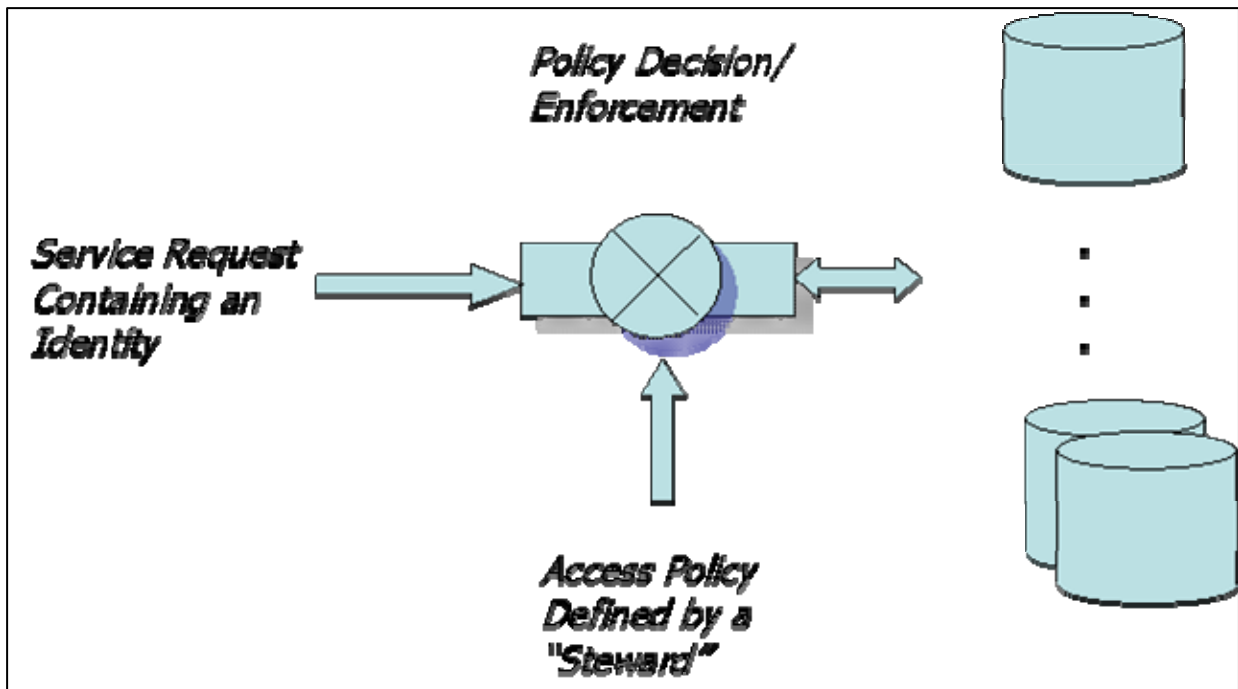 Policy Decision/
Enforcement
Service Request
Containing an
Identity
Access Policy
Defined by a
“Steward”